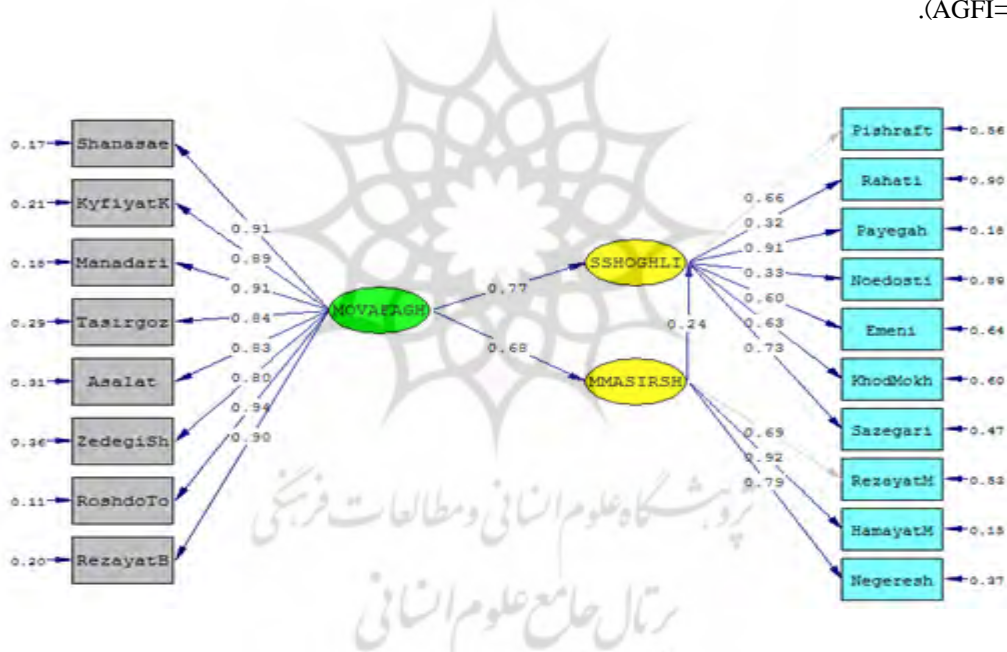 .(AGFI=
0.17 Shanasae
0.21 KyfiyatK
0.18 Manadari
0.29 Tasirgoz
0.31 Asalat
0.36 ZedegiSh
0.11 RoshdoTo
0.20 RezayatB
0.91
0.89
0.91
0.84
0.83
0.80
0.94
0.90
MOVAFAGH
0.77
0.68
SSHOGHLI
0.24
MMASIRSH
0.66
0.32
0.91
0.33
0.60
0.63
0.73
0.69
0.92
0.79
Pishraft 0.56
Rahati 0.90
Payegah 0.18
Noedosti 0.89
Emeni 0.64
KhodMokh 0.60
Sazegari 0.47
RezayatM 0.52
HamayatM 0.15
Negeresh 0.37
پژوهشگاه علوم انسانی و مطالعات فرهنگی
پرتال جامع علوم انسانی